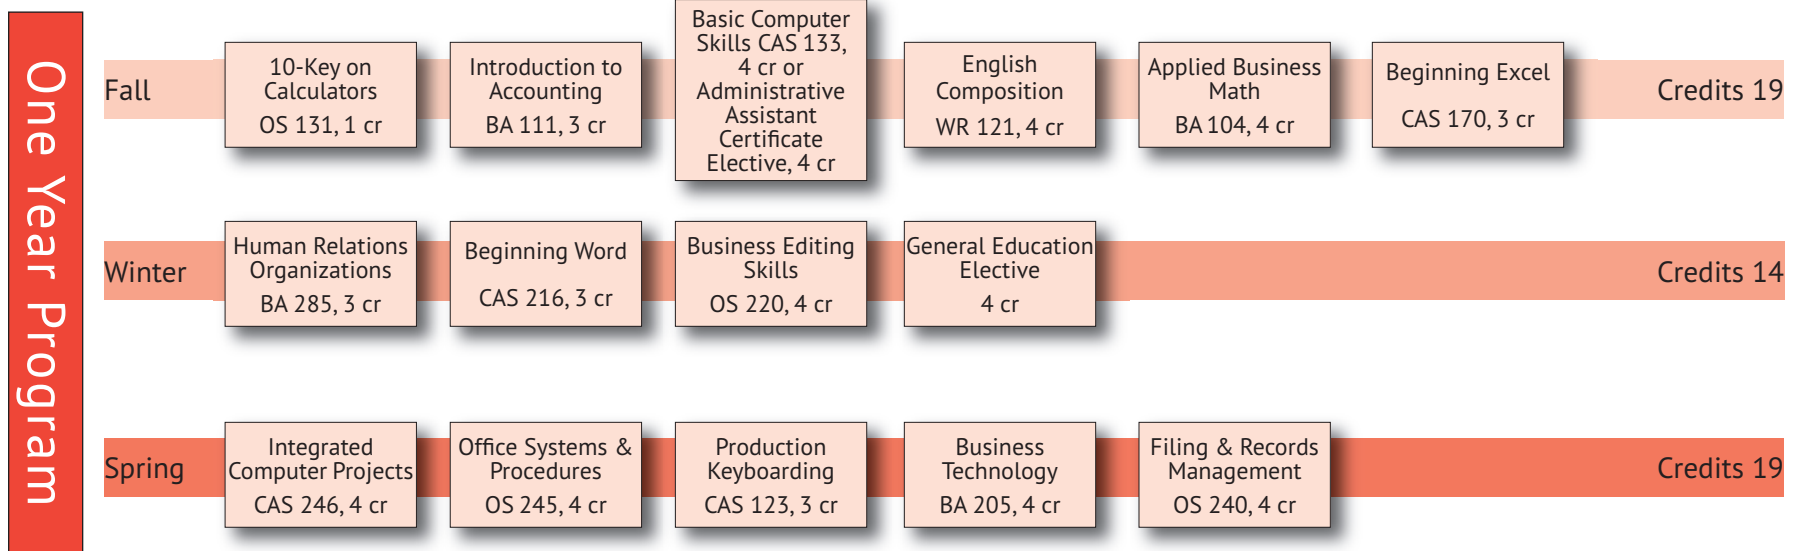 One Year Program
Fall
10-Key on
Calculators
OS 131, 1 cr
Introduction to
Accounting
BA 111, 3 cr
Basic Computer
Skills CAS 133,
4 cr or
Administrative
Assistant
Certificate
Elective, 4 cr
English
Composition
WR 121, 4 cr
Applied Business
Math
BA 104, 4 cr
Beginning Excel
CAS 170, 3 cr
Credits 19
Winter
Human Relations
Organizations
BA 285, 3 cr
Beginning Word
CAS 216, 3 cr
Business Editing
Skills
OS 220, 4 cr
General Education
Elective
4 cr
Credits 14
Spring
Integrated
Computer Projects
CAS 246, 4 cr
Office Systems &
Procedures
OS 245, 4 cr
Production
Keyboarding
CAS 123, 3 cr
Business
Technology
BA 205, 4 cr
Filing & Records
Management
OS 240, 4 cr
Credits 19